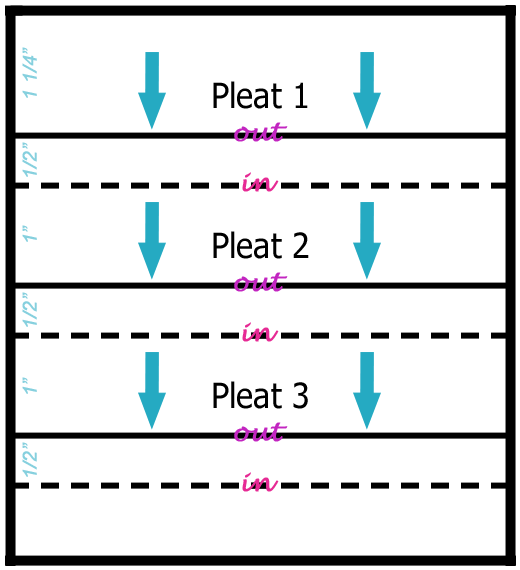 1 1/4”
Pleat 1
out
1/2”
in
1”
Pleat 2
out
1/2”
in
1”
Pleat 3
out
1/2”
in